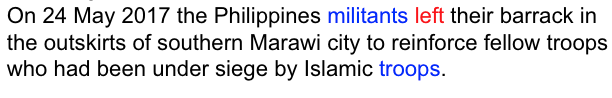 On 24 May 2017 the Philippines militants left their barrack in
the outskirts of southern Marawi city to reinforce fellow troops
who had been under siege by Islamic troops.